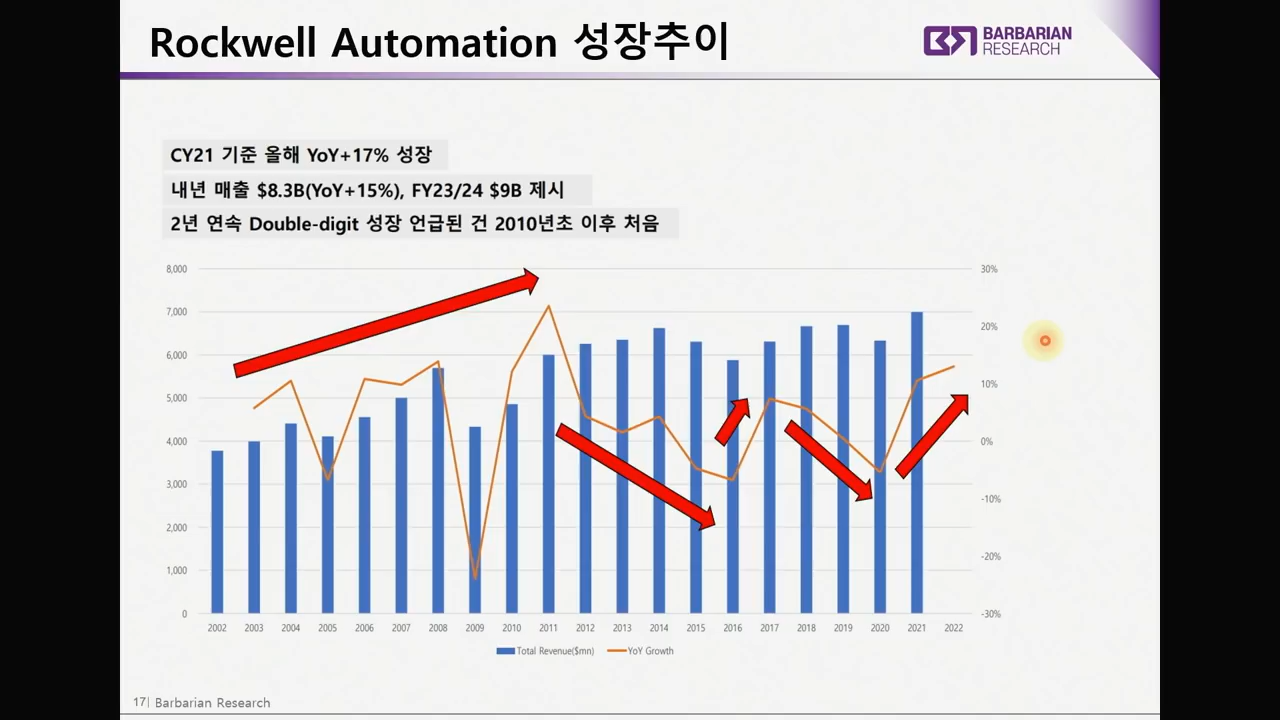 Rockwell Automation 성장추이
BARBARIAN
RESEARCH
CY21 기준 올해 YoY+17% 성장
내년 매출 $8.3B(YoY+15%), FY23/24 $9B 제시
2년 연속 Double-digit 성장 언급된 건 2010년초 이후 처음
8,000
7,000
6,000
5,000
4,000
3,000
2,000
1,000
0
30%
20%
10%
0%
-10%
-20%
-30%
2002 2003 2004 2005 2006 2007 2008 2009 2010 2011 2012 2013 2014 2015 2016 2017 2018 2019 2020 2021 2022
Total Revenue($mn) YoY Growth
17| Barbarian Research